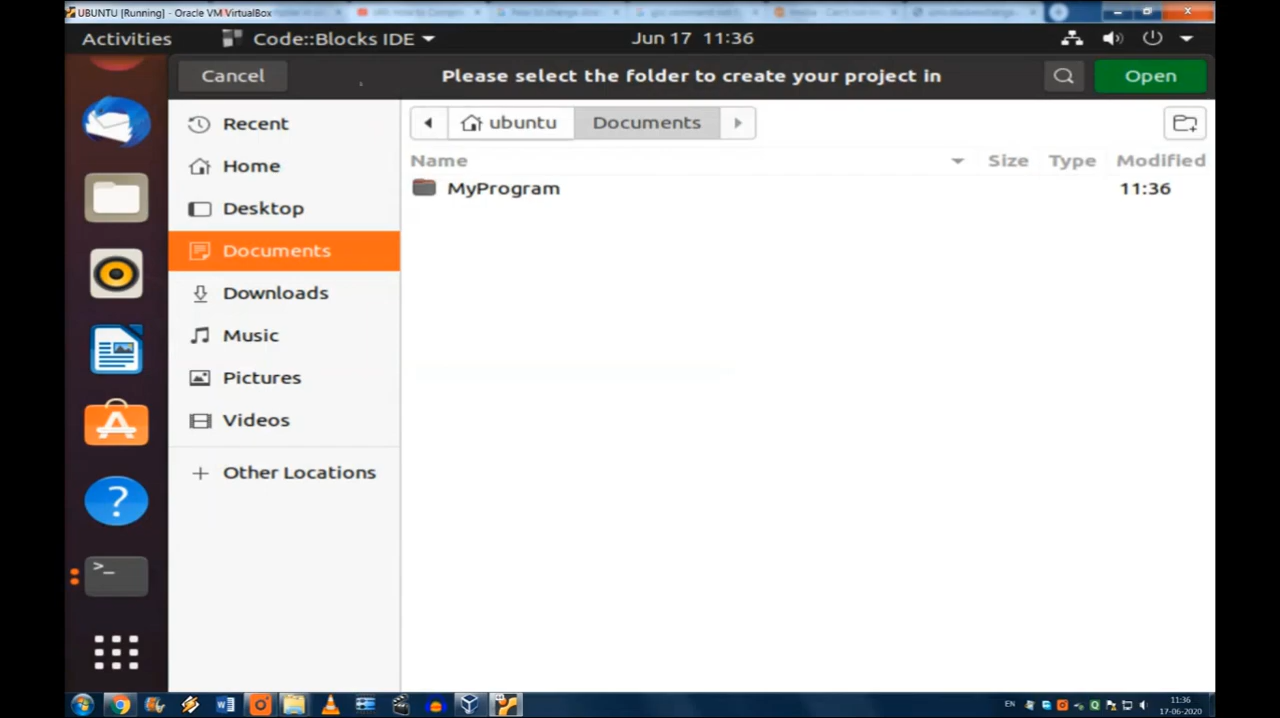 UBUNTU [Running] - Oracle VM VirtualBox
Activities Code::Blocks IDE Jun 17 11:36
Cancel Please select the folder to create your project in Open
Recent
Home
Desktop
Documents
Downloads
Music
Pictures
Videos
Other Locations
ubuntu Documents
Name Size Type Modified
MyProgram 11:36
EN 11:36
17-06-2020